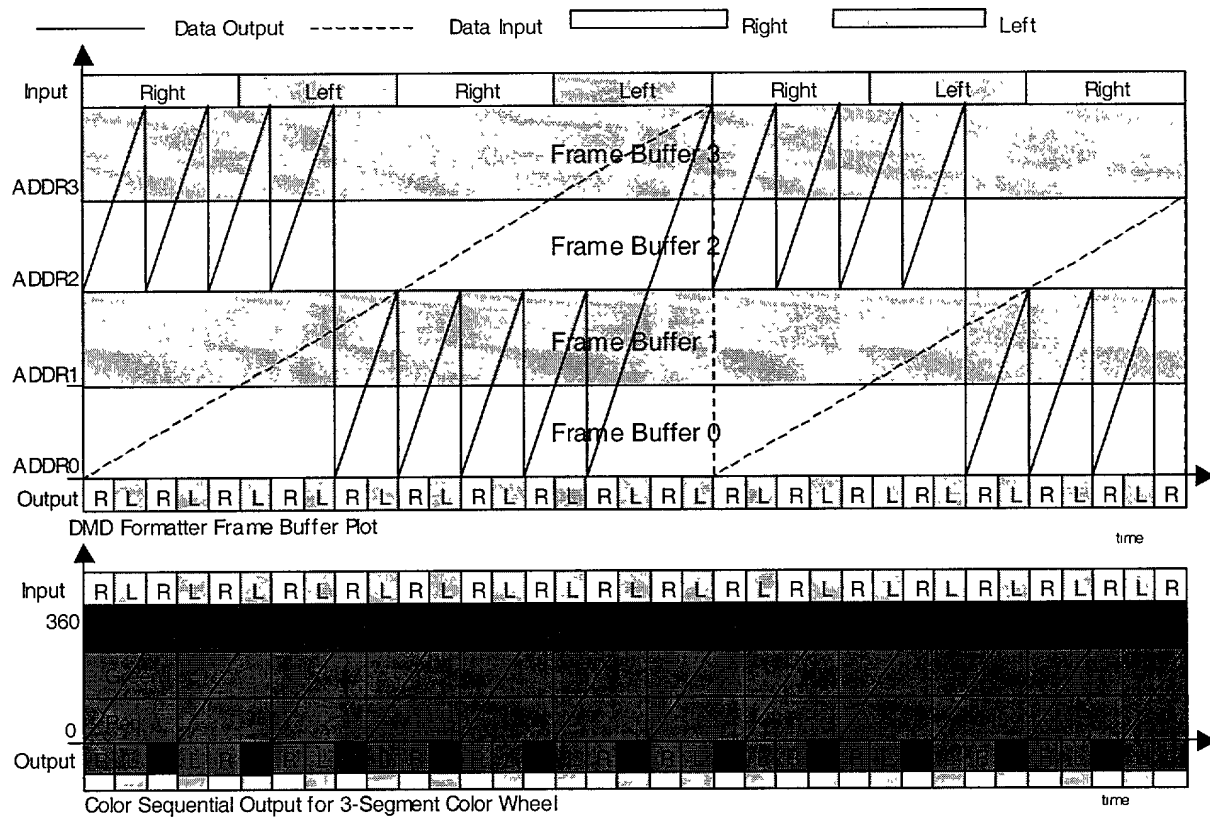 Data Output Data Input Right Left
Input Right Left Right Left Right Left Right
Frame Buffer 3
ADDR3
Frame Buffer 2
ADDR2
Frame Buffer 1
ADDR1
Frame Buffer 0
ADDR0
Output R L R L R L R L R L R L R L R L R L R L R L R L R L R L R L R L R L R
DMD Formatter Frame Buffer Plot
time
Input R L R L R L R L R L R L R L R L R L R L R L R L R L R L R L R L R L R
360
0
Output
Color Sequential Output for 3-Segment Color Wheel
time